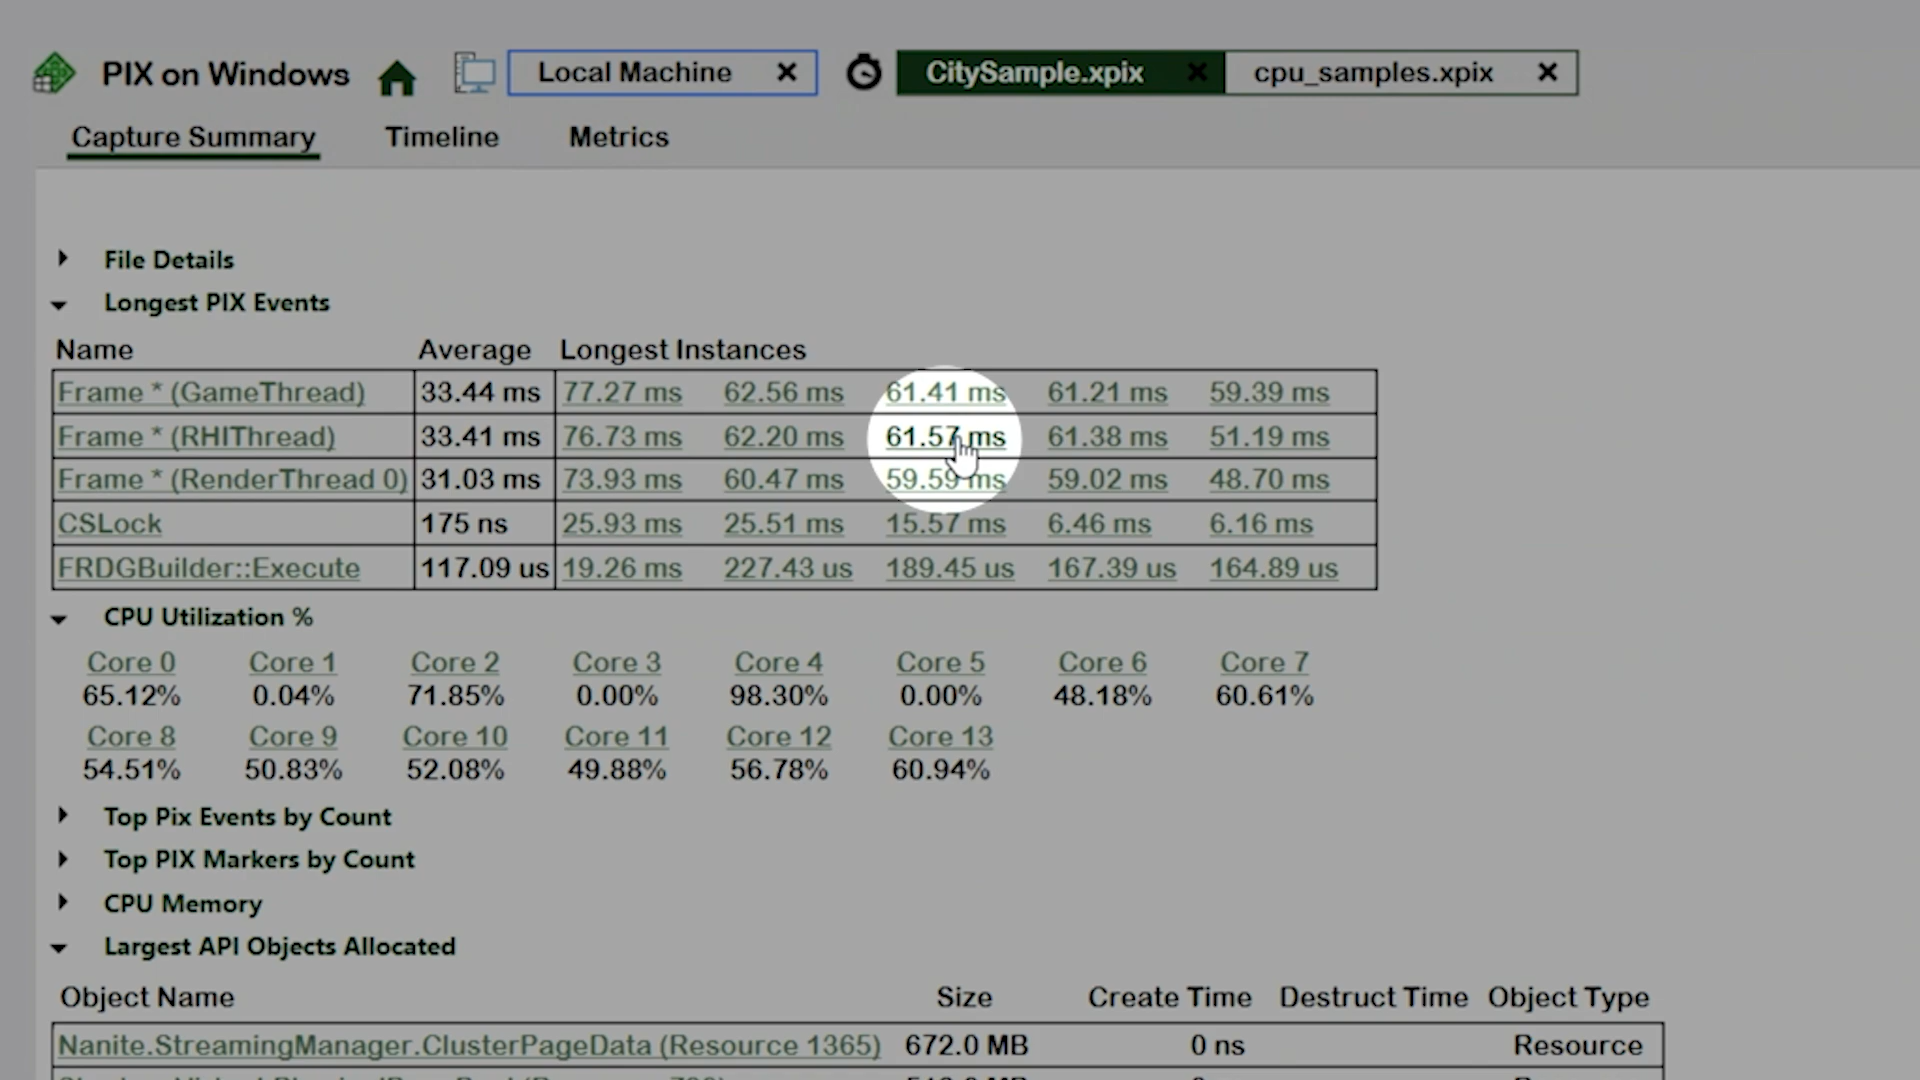 PIX on Windows Local Machine CitySample.xpix cpu_samples.xpix
Capture Summary Timeline Metrics
File Details
Longest PIX Events
Name Average Longest Instances
Frame * (GameThread) 33.44 ms 77.27 ms 62.56 ms 61.41 ms 61.21 ms 59.39 ms
Frame * (RHIThread) 33.41 ms 76.73 ms 62.20 ms 61.57 ms 61.38 ms 51.19 ms
Frame * (RenderThread 0) 31.03 ms 73.93 ms 60.47 ms 59.59 ms 59.02 ms 48.70 ms
CSLock 175 ns 25.93 ms 25.51 ms 15.57 ms 6.46 ms 6.16 ms
FRDGBuilder::Execute 117.09 us 19.26 ms 227.43 us 189.45 us 167.39 us 164.89 us
CPU Utilization %
Core 0 Core 1 Core 2 Core 3 Core 4 Core 5 Core 6 Core 7
65.12% 0.04% 71.85% 0.00% 98.30% 0.00% 48.18% 60.61%
Core 8 Core 9 Core 10 Core 11 Core 12 Core 13
54.51% 50.83% 52.08% 49.88% 56.78% 60.94%
Top Pix Events by Count
Top PIX Markers by Count
CPU Memory
Largest API Objects Allocated
Object Name Size Create Time Destruct Time Object Type
Nanite.StreamingManager.ClusterPageData (Resource 1365) 672.0 MB 0 ns Resource